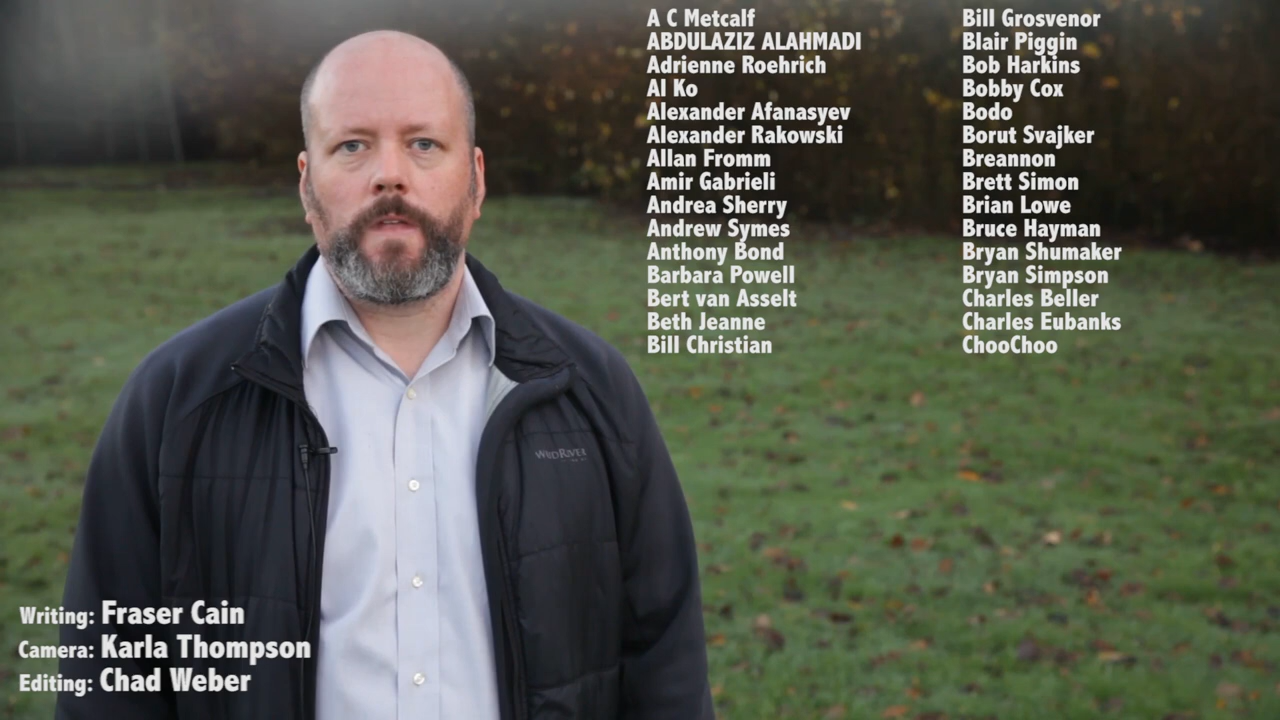 A C Metcalf
ABDULAZIZ ALAHMADI
Adrienne Roehrich
Al Ko
Alexander Afanasyev
Alexander Rakowski
Allan Fromm
Amir Gabrieli
Andrea Sherry
Andrew Symes
Anthony Bond
Barbara Powell
Bert van Asselt
Beth Jeanne
Bill Christian
Bill Grosvenor
Blair Piggin
Bob Harkins
Bobby Cox
Bodo
Borut Svajker
Breannon
Brett Simon
Brian Lowe
Bruce Hayman
Bryan Shumaker
Bryan Simpson
Charles Beller
Charles Eubanks
ChooChoo
WINDRIVER
Writing: Fraser Cain
Camera: Karla Thompson
Editing: Chad Weber